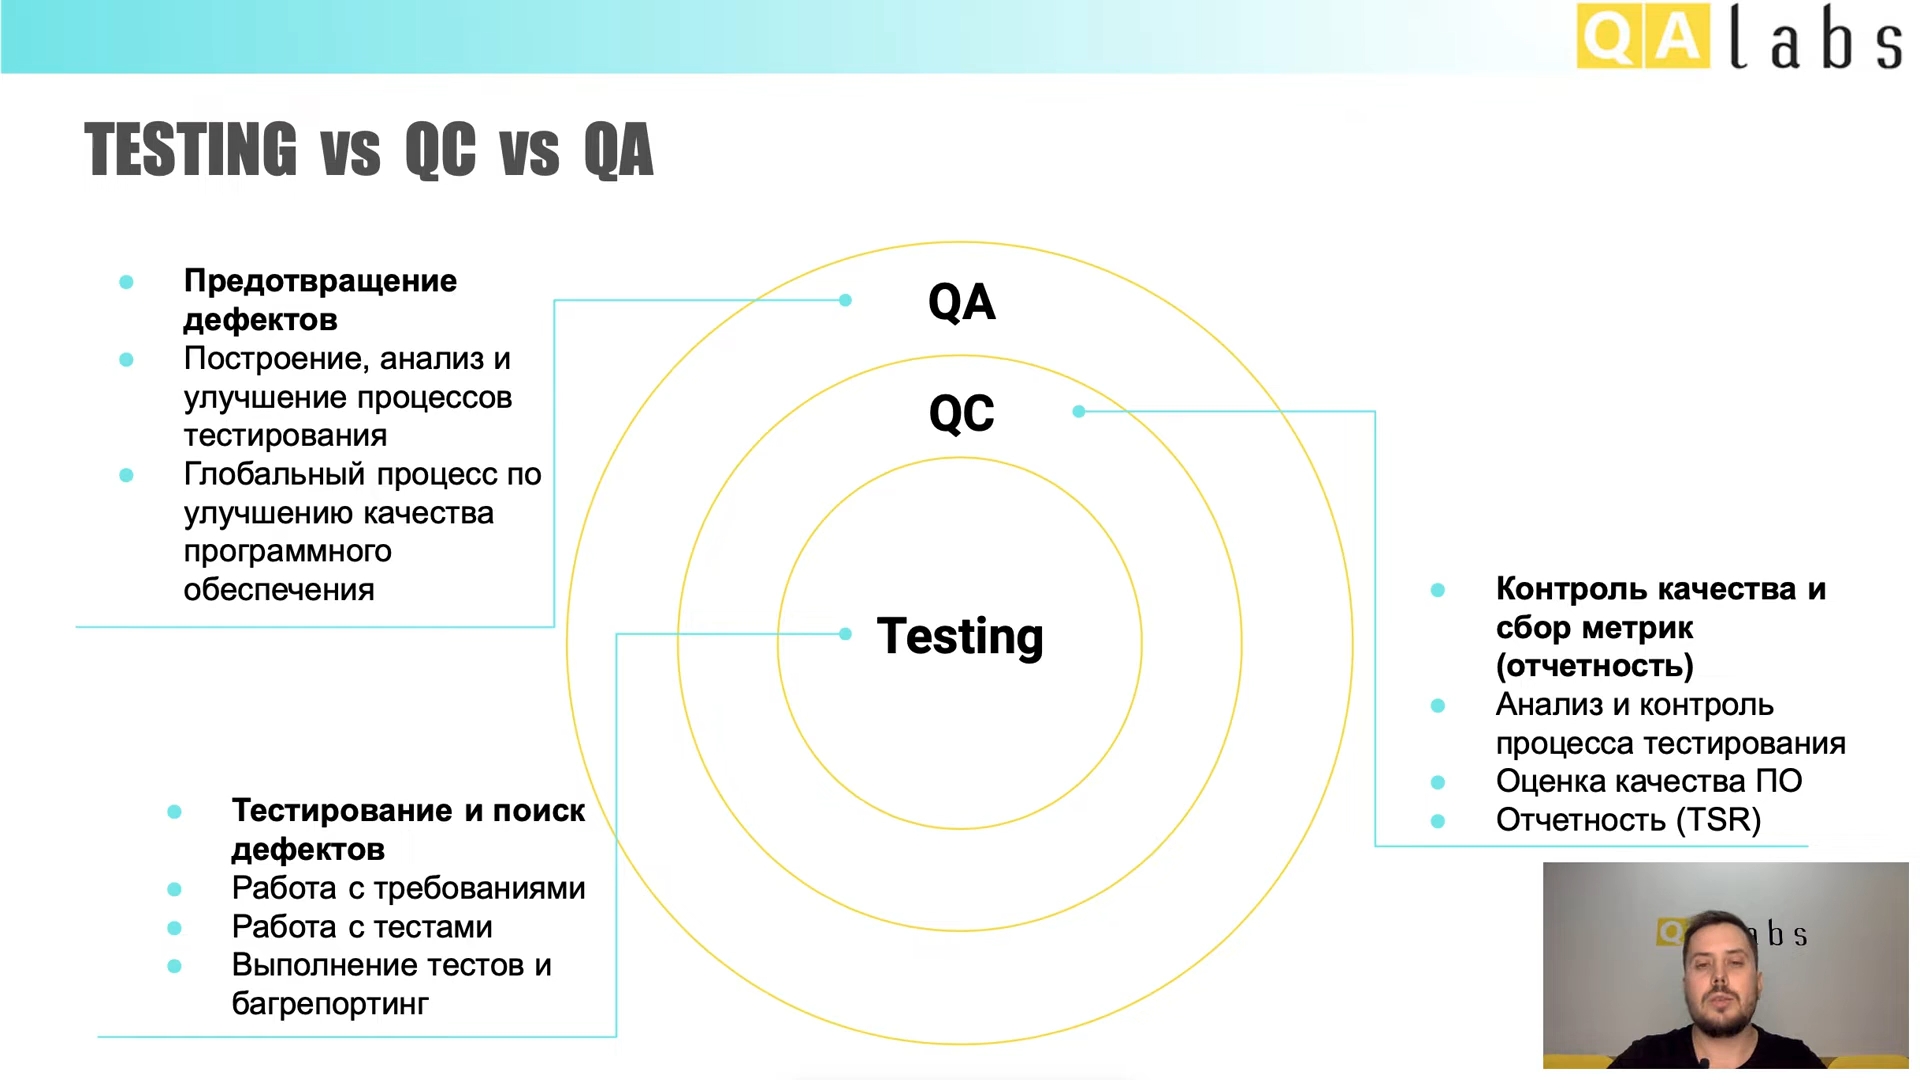 QA labs
TESTING vs QC vs QA
Предотвращение
дефектов
Построение, анализ и
улучшение процессов
тестирования
Глобальный процесс по
улучшению качества
программного
обеспечения
QA
QC
Testing
Контроль качества и
сбор метрик
(отчетность)
Анализ и контроль
процесса тестирования
Оценка качества ПО
Отчетность (TSR)
Тестирование и поиск
дефектов
Работа с требованиями
Работа с тестами
Выполнение тестов и
багрепортинг